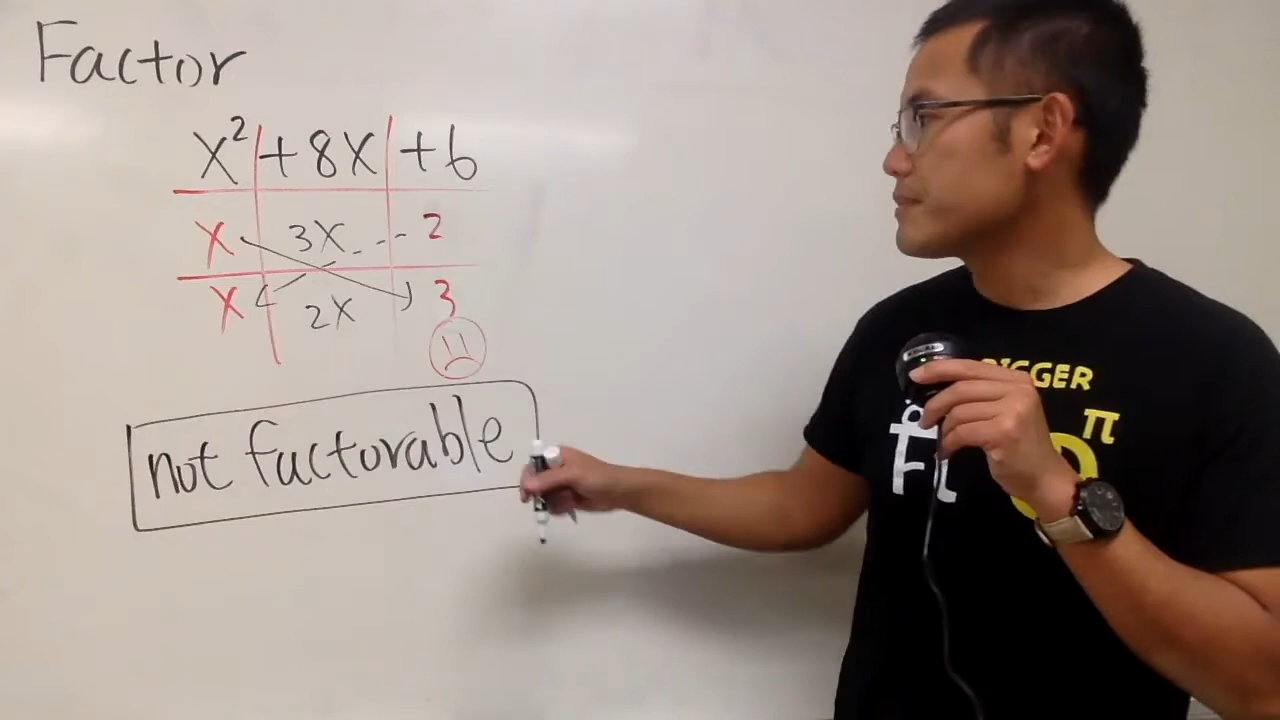 Factor
x² + 8x + 6
x 3x 2
x 2x 3
not factorable
BIGGER
π
e